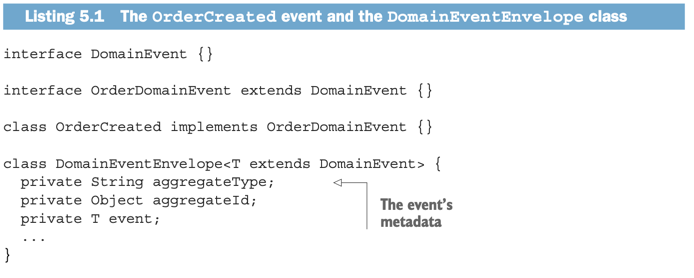 Listing 5.1 The OrderCreated event and the DomainEventEnvelope class
interface DomainEvent {}
interface OrderDomainEvent extends DomainEvent {}
class OrderCreated implements OrderDomainEvent {}
class DomainEventEnvelope<T extends DomainEvent> {
private String aggregateType;
private Object aggregateId;
private T event;
...
}
The event's
metadata